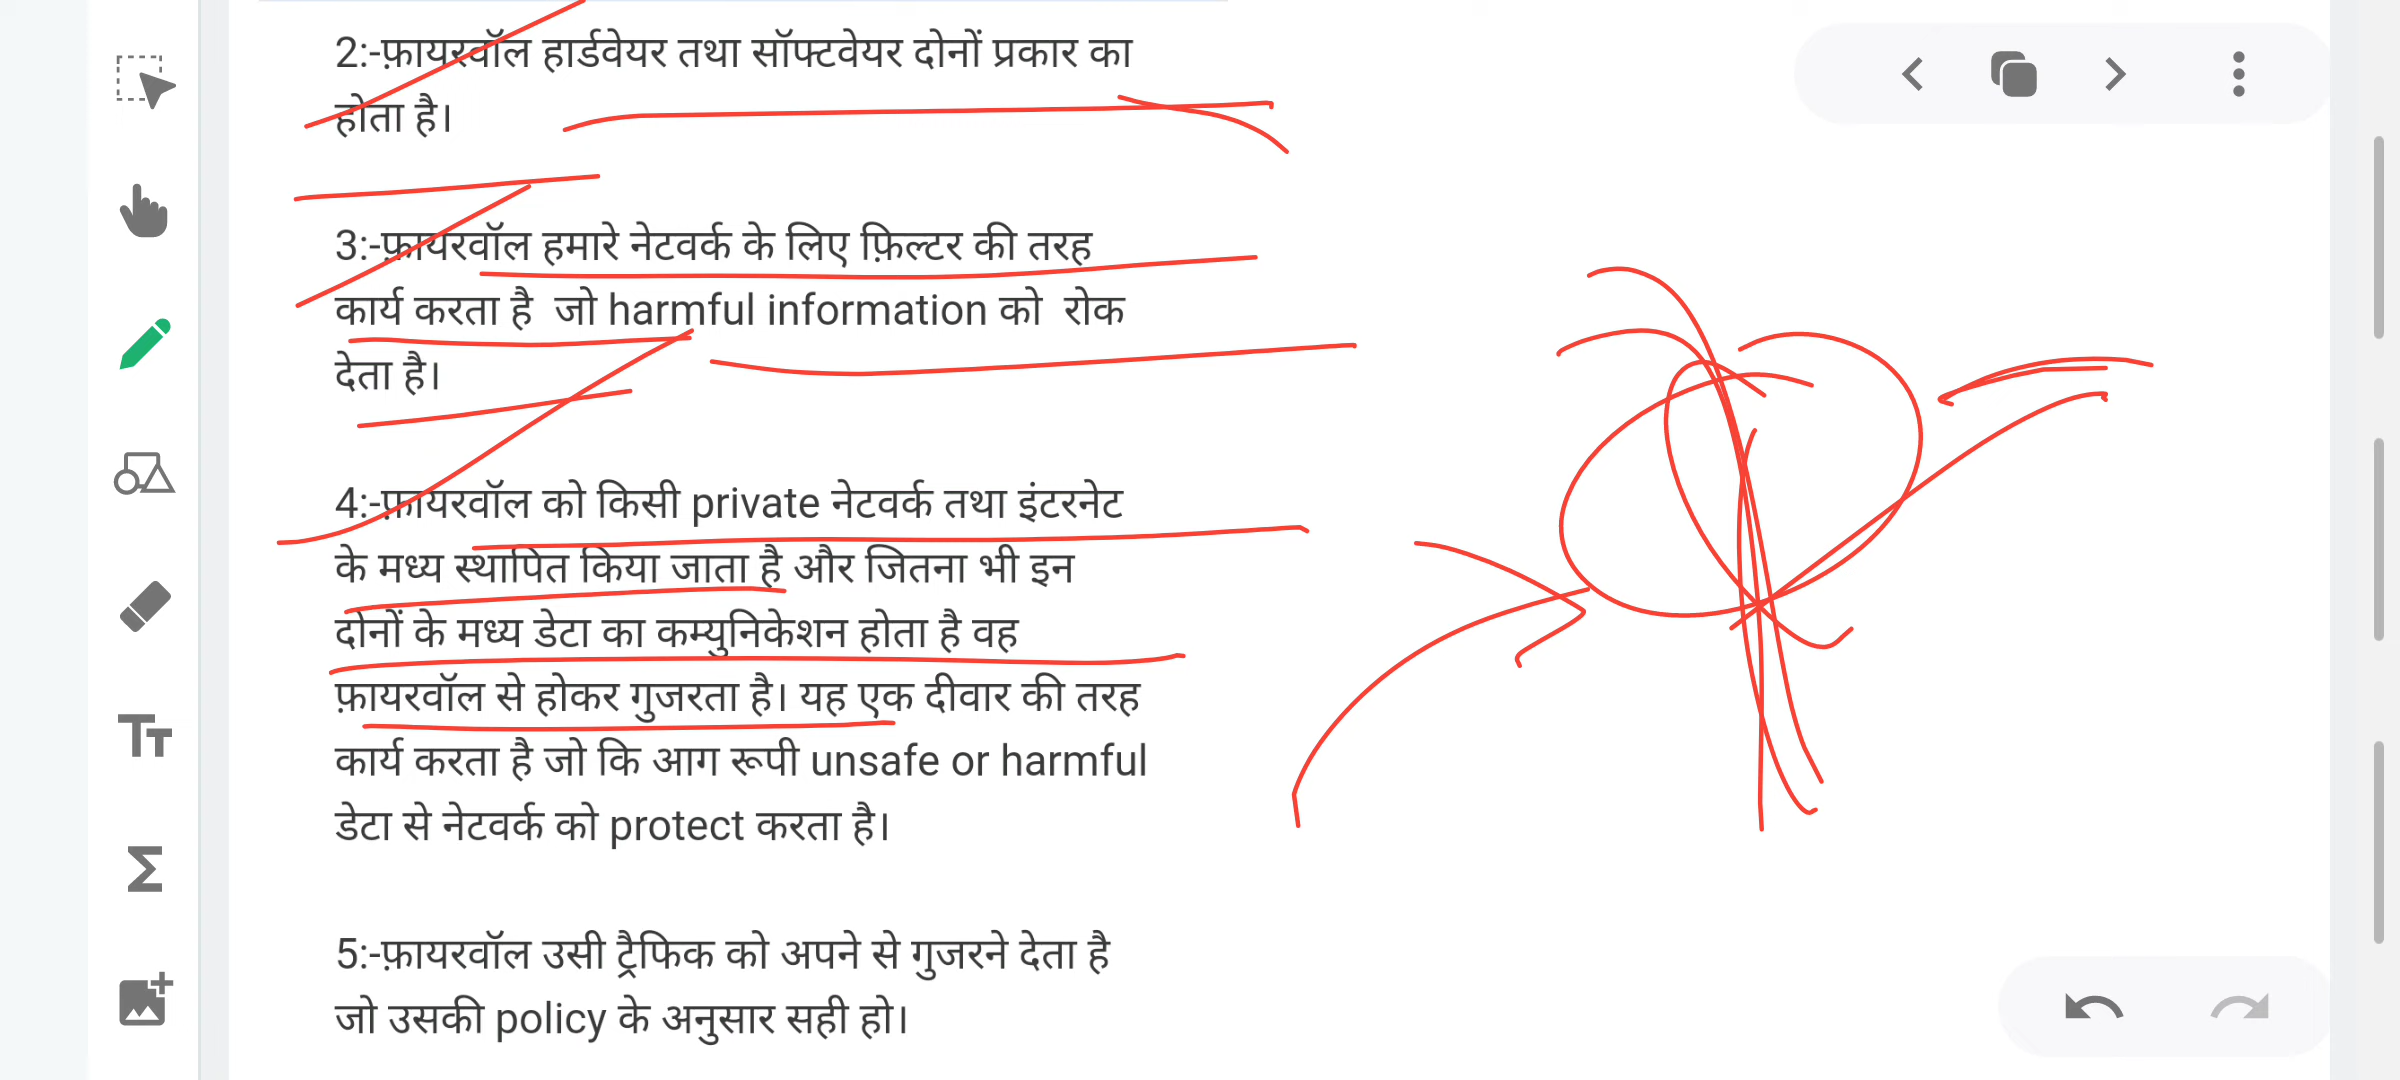 2:-फ़ायरवॉल हार्डवेयर तथा सॉफ्टवेयर दोनों प्रकार का
होता है।
3:-फ़ायरवॉल हमारे नेटवर्क के लिए फ़िल्टर की तरह
कार्य करता है जो harmful information को रोक
देता है।
4:-फ़ायरवॉल को किसी private नेटवर्क तथा इंटरनेट
के मध्य स्थापित किया जाता है और जितना भी इन
दोनों के मध्य डेटा का कम्युनिकेशन होता है वह
फ़ायरवॉल से होकर गुजरता है। यह एक दीवार की तरह
कार्य करता है जो कि आग रूपी unsafe or harmful
डेटा से नेटवर्क को protect करता है।
5:-फ़ायरवॉल उसी ट्रैफिक को अपने से गुजरने देता है
जो उसकी policy के अनुसार सही हो।